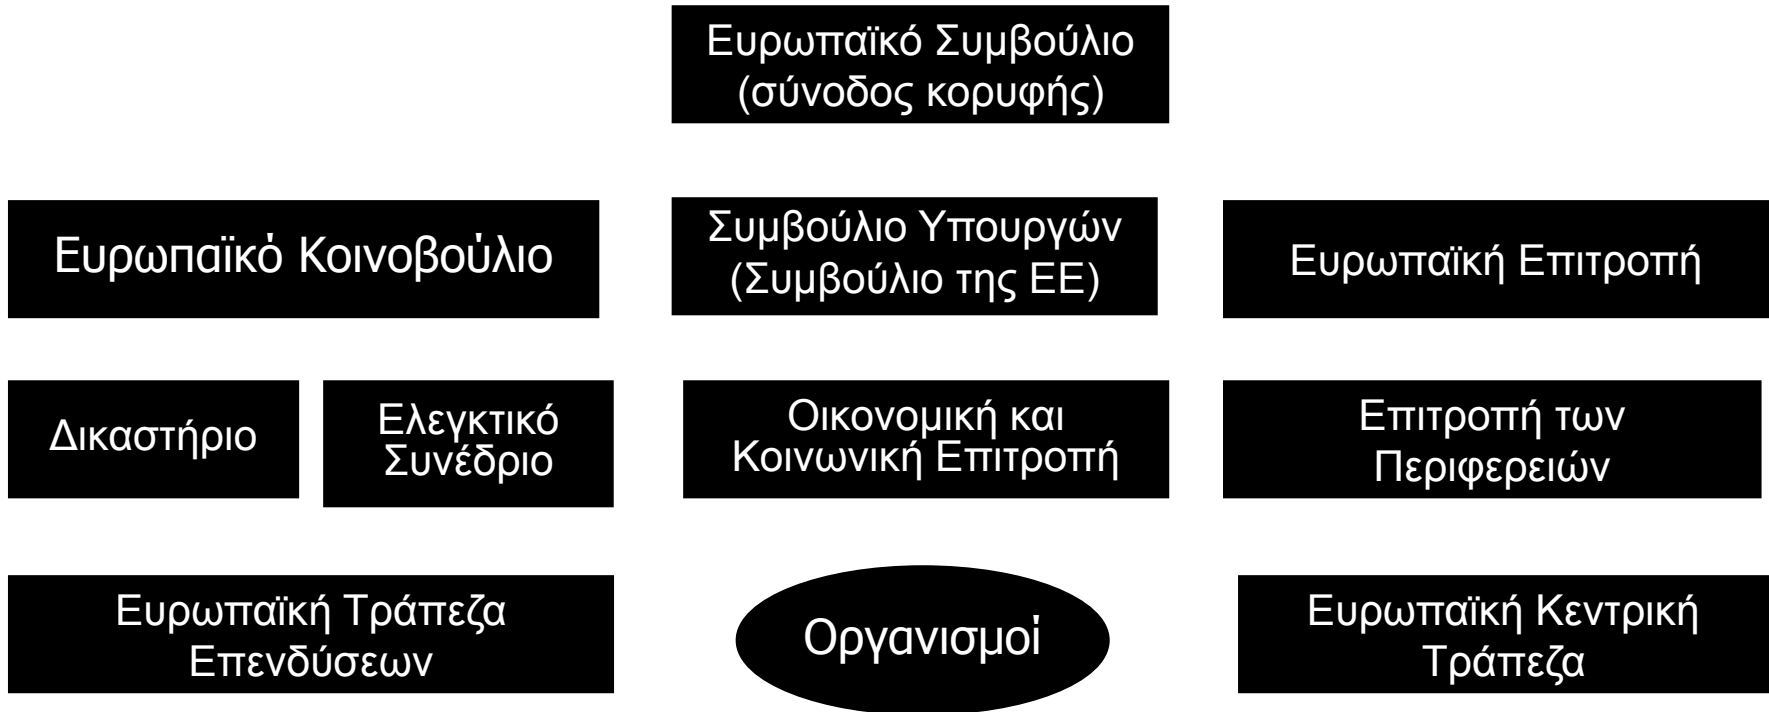 Ευρωπαϊκό Συμβούλιο
(σύνοδος κορυφής)
Ευρωπαϊκό Κοινοβούλιο
Συμβούλιο Υπουργών
(Συμβούλιο της ΕΕ)
Ευρωπαϊκή Επιτροπή
Δικαστήριο
Ελεγκτικό
Συνέδριο
Οικονομική και
Κοινωνική Επιτροπή
Επιτροπή των
Περιφερειών
Ευρωπαϊκή Τράπεζα
Επενδύσεων
Οργανισμοί
Ευρωπαϊκή Κεντρική
Τράπεζα